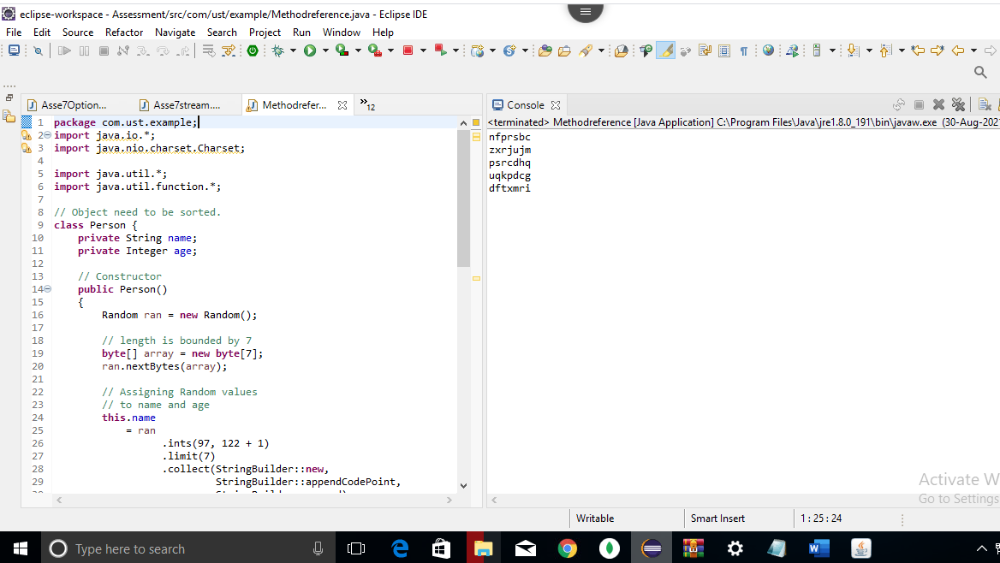 eclipse-workspace - Assessment/src/com/ust/example/Methodreference.java - Eclipse IDE
File Edit Source Refactor Navigate Search Project Run Window Help
Asse7Option... Asse7stream.... Methodrefer... »12
1 package com.ust.example;
2 import java.io.*;
3 import java.nio.charset.Charset;
4
5 import java.util.*;
6 import java.util.function.*;
7
8 // Object need to be sorted.
9 class Person {
10 private String name;
11 private Integer age;
12
13 // Constructor
14 public Person()
15 {
16 Random ran = new Random();
17
18 // length is bounded by 7
19 byte[] array = new byte[7];
20 ran.nextBytes(array);
21
22 // Assigning Random values
23 // to name and age
24 this.name
25 = ran
26 .ints(97, 122 + 1)
27 .limit(7)
28 .collect(StringBuilder::new,
29 StringBuilder::appendCodePoint,
Console
<terminated> Methodreference [Java Application] C:\Program Files\Java\jre1.8.0_191\bin\javaw.exe (30-Aug-202
nfprsbc
zxrjujm
psrcdhq
uqkpdcg
dftxmri
Activate W
Go to Settings
Writable Smart Insert 1 : 25 : 24
Type here to search